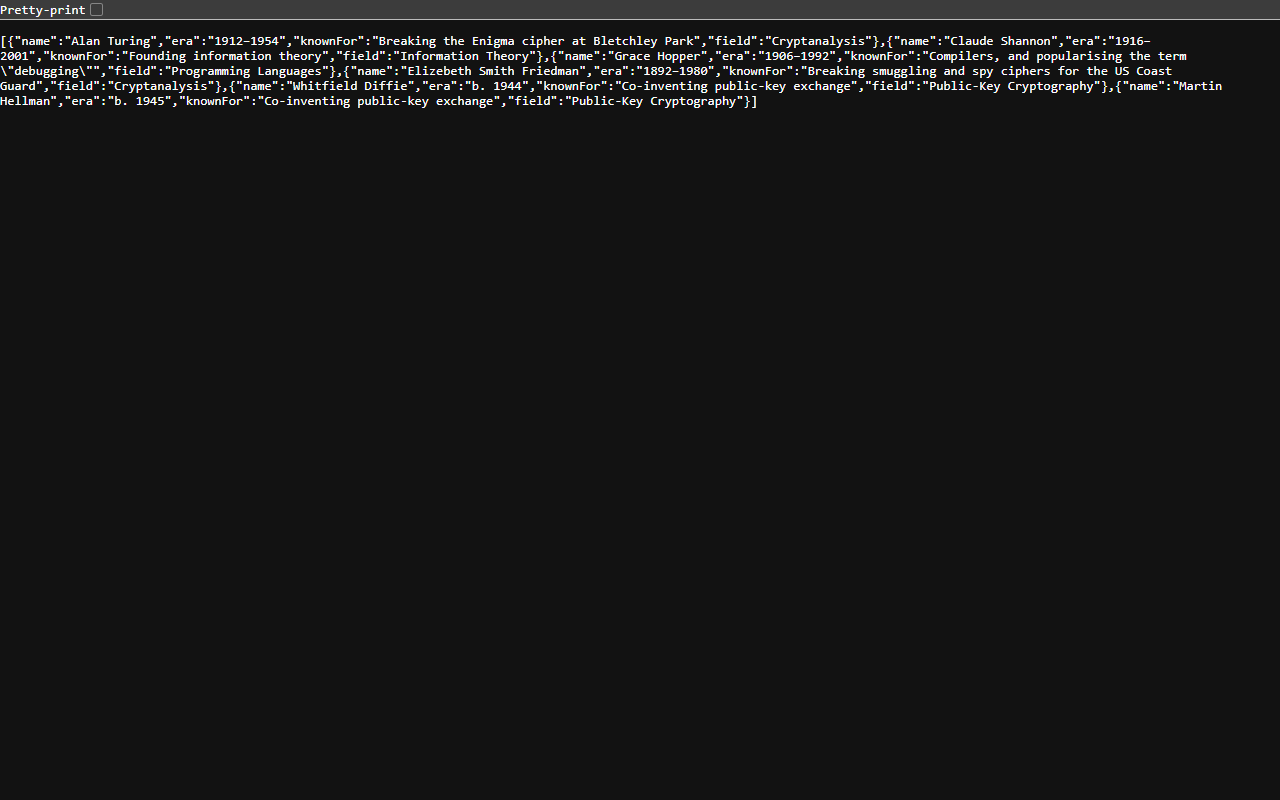 Pretty-print
[{"name":"Alan Turing","era":"1912–1954","knownFor":"Breaking the Enigma cipher at Bletchley Park","field":"Cryptanalysis"},{"name":"Claude Shannon","era":"1916–
2001","knownFor":"Founding information theory","field":"Information Theory"},{"name":"Grace Hopper","era":"1906–1992","knownFor":"Compilers, and popularising the term
\"debugging\"","field":"Programming Languages"},{"name":"Elizebeth Smith Friedman","era":"1892–1980","knownFor":"Breaking smuggling and spy ciphers for the US Coast
Guard","field":"Cryptanalysis"},{"name":"Whitfield Diffie","era":"b. 1944","knownFor":"Co-inventing public-key exchange","field":"Public-Key Cryptography"},{"name":"Martin
Hellman","era":"b. 1945","knownFor":"Co-inventing public-key exchange","field":"Public-Key Cryptography"}]